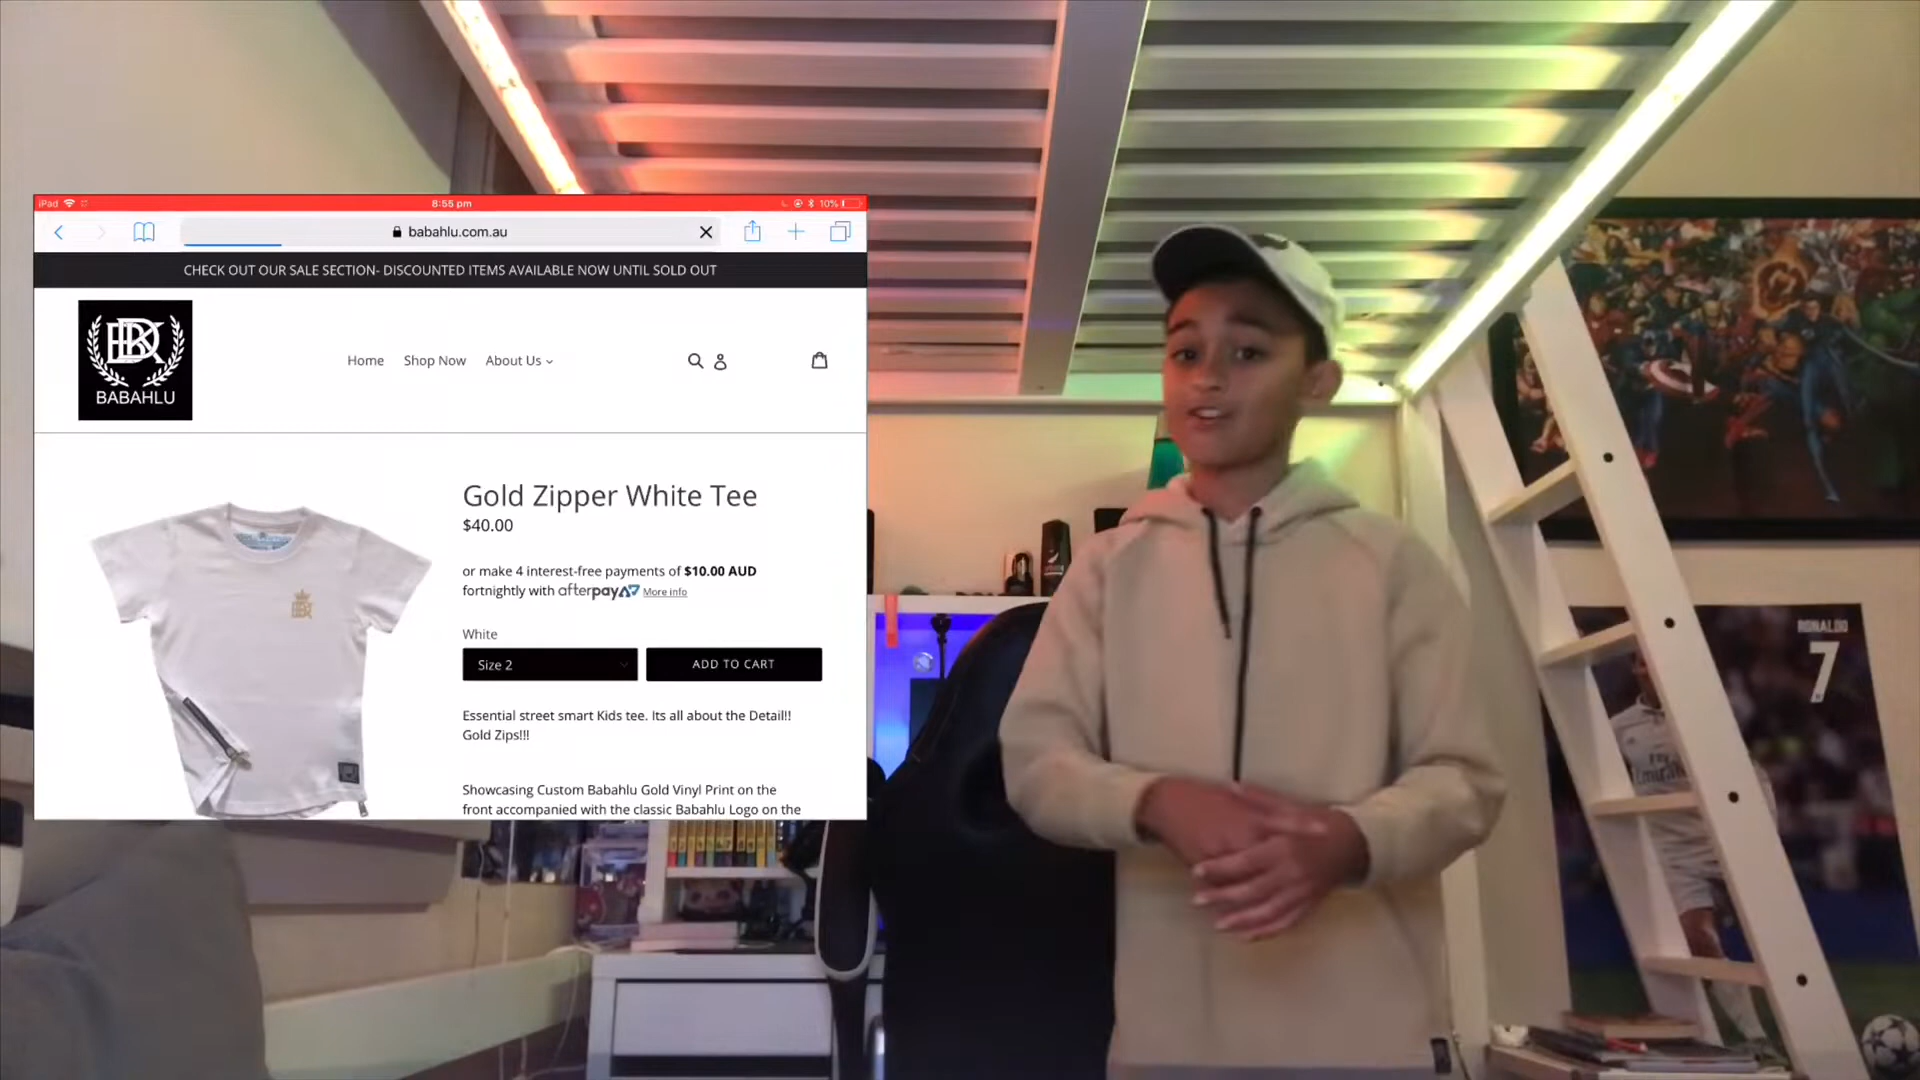 iPad
8:55 pm
10%
babahlu.com.au
CHECK OUT OUR SALE SECTION- DISCOUNTED ITEMS AVAILABLE NOW UNTIL SOLD OUT
BABAHLU
Home
Shop Now
About Us
Gold Zipper White Tee
$40.00
or make 4 interest-free payments of $10.00 AUD
fortnightly with afterpay More info
White
Size 2
ADD TO CART
Essential street smart Kids tee. Its all about the Detail!!
Gold Zips!!!
Showcasing Custom Babahlu Gold Vinyl Print on the
front accompanied with the classic Babahlu Logo on the
RONALDO
7
Fly
Emirates